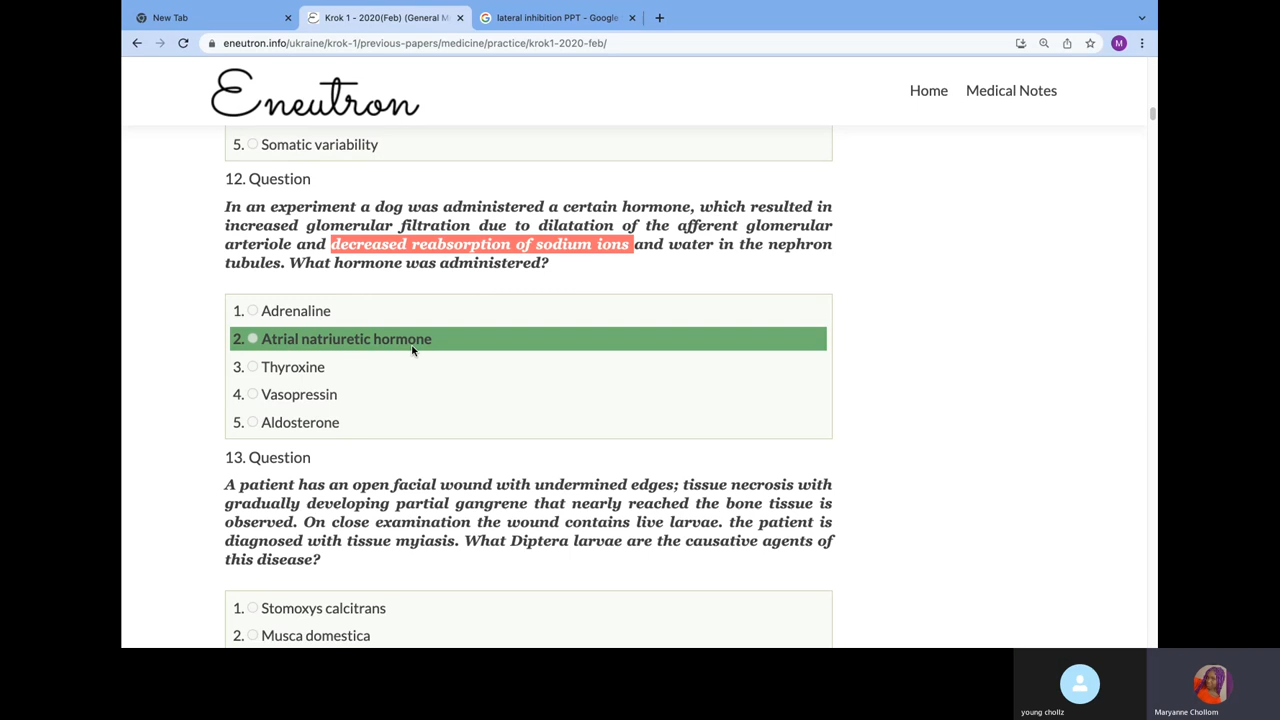 New Tab
Krok 1 - 2020(Feb) (General M
lateral inhibition PPT - Google
eneutron.info/ukraine/krok-1/previous-papers/medicine/practice/krok1-2020-feb/
M
Eneutron
Home
Medical Notes
5. Somatic variability
12. Question
In an experiment a dog was administered a certain hormone, which resulted in
increased glomerular filtration due to dilatation of the afferent glomerular
arteriole and decreased reabsorption of sodium ions and water in the nephron
tubules. What hormone was administered?
1. Adrenaline
2. Atrial natriuretic hormone
3. Thyroxine
4. Vasopressin
5. Aldosterone
13. Question
A patient has an open facial wound with undermined edges; tissue necrosis with
gradually developing partial gangrene that nearly reached the bone tissue is
observed. On close examination the wound contains live larvae. the patient is
diagnosed with tissue myiasis. What Diptera larvae are the causative agents of
this disease?
1. Stomoxys calcitrans
2. Musca domestica
young chollz
Maryanne Chollom